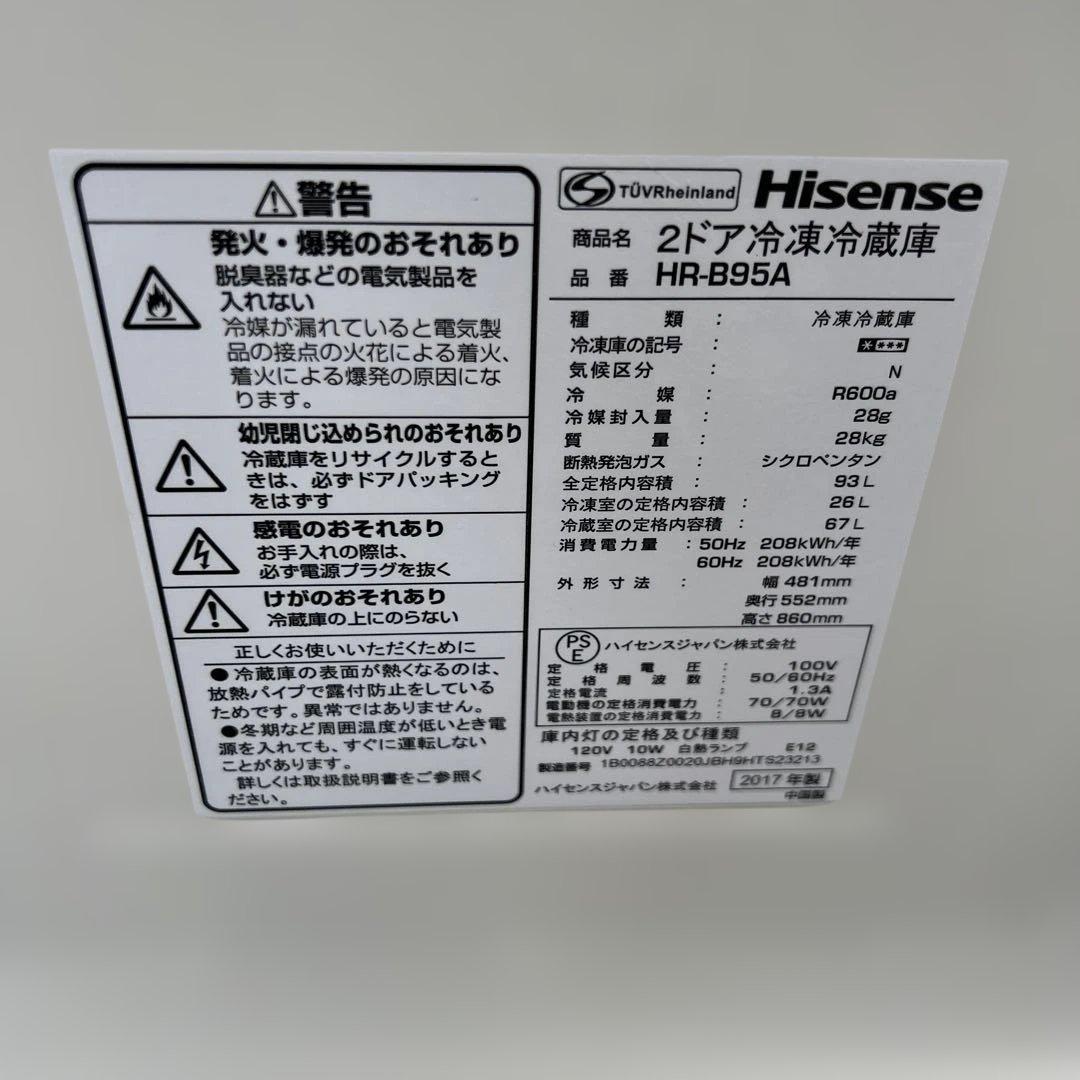 ⚠警告
発火・爆発のおそれあり
脱臭器などの電気製品を
入れない
冷媒が漏れていると電気製
品の接点の火花による着火、
着火による爆発の原因にな
ります。
幼児閉じ込められのおそれあり
冷蔵庫をリサイクルすると
きは、必ずドアパッキング
をはずす
感電のおそれあり
お手入れの際は、
必ず電源プラグを抜く
けがのおそれあり
冷蔵庫の上にのらない
正しくお使いいただくために
●冷蔵庫の表面が熱くなるのは、
放熱パイプで露付防止をしている
ためです。異常ではありません。
●冬期など周囲温度が低いとき電
源を入れても、すぐに運転しない
ことがあります。
詳しくは取扱説明書をご覧く
ださい。
TÜVRheinland Hisense
商品名 2ドア冷凍冷蔵庫
品番 HR-B95A
種類 : 冷凍冷蔵庫
冷凍庫の記号 : ****
気候区分 : N
冷媒 : R600a
冷媒封入量 : 28g
質量 : 28kg
断熱発泡ガス : シクロペンタン
全定格内容積 : 93L
冷凍室の定格内容積 : 26L
冷蔵室の定格内容積 : 67L
消費電力量 : 50Hz 208kWh/年
60Hz 208kWh/年
外形寸法 : 幅 481mm
奥行 552mm
高さ 860mm
PSE ハイセンスジャパン株式会社
定格電圧 : 100V
定格周波数 : 50/60Hz
定格電流 : 1.3A
電動機の定格消費電力 : 70/70W
電熱装置の定格消費電力 : 8/8W
庫内灯の定格及び種類
120V 10W 白熱ランプ E12
製造番号 1B0088Z0020JBH9HTS23213
ハイセンスジャパン株式会社 2017年製
中国製